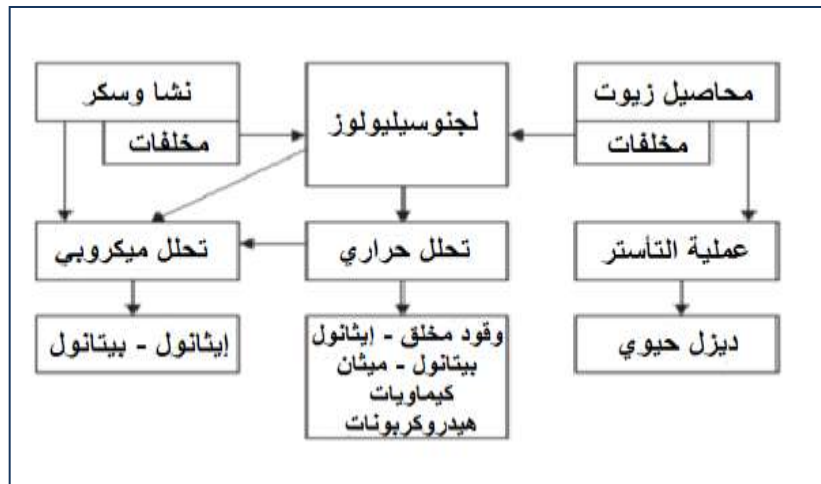 محاصيل زيوت
مخلفات
لجنوسيليولوز
نشا وسكر
مخلفات
عملية التأستر
تحلل حراري
تحلل ميكروبي
ديزل حيوي
وقود مخلق - إيثانول
بيتانول - ميثان
كيماويات
هيدروكربونات
إيثانول - بيتانول